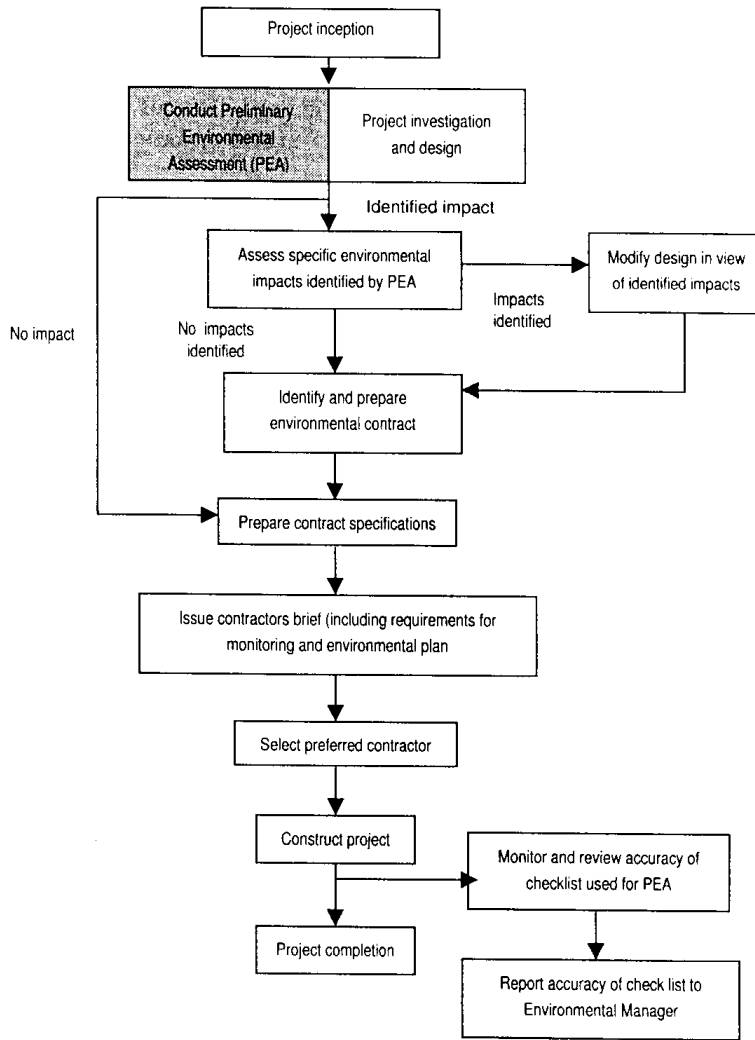 Project inception
Conduct Preliminary
Environmental
Assessment (PEA)
Project investigation
and design
Identified impact
Assess specific environmental
impacts identified by PEA
Modify design in view
of identified impacts
Impacts
identified
No impact
No impacts
identified
Identify and prepare
environmental contract
Prepare contract specifications
Issue contractors brief (including requirements for
monitoring and environmental plan
Select preferred contractor
Construct project
Monitor and review accuracy of
checklist used for PEA
Project completion
Report accuracy of check list to
Environmental Manager